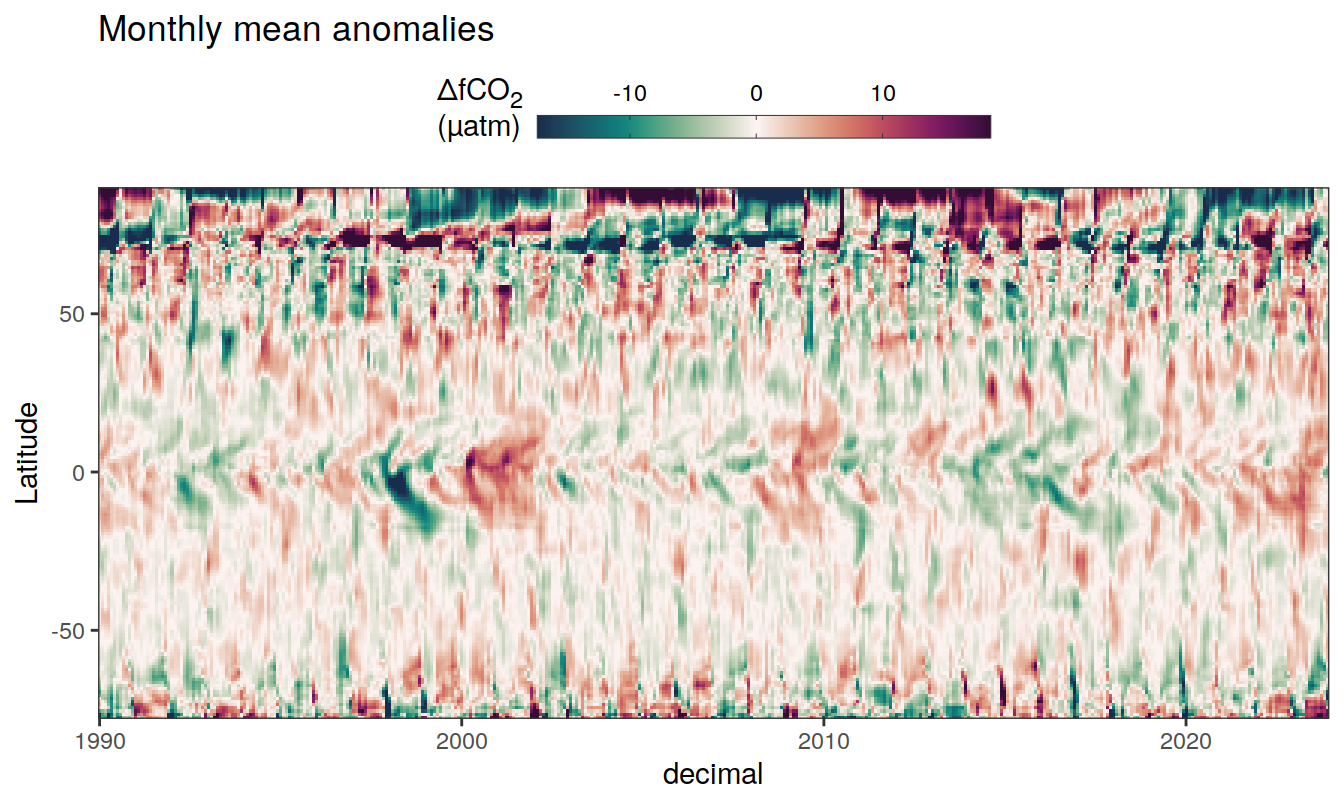 Monthly mean anomalies
ΔfCO₂
(µatm)
-10 0 10
Latitude
50
0
-50
1990 2000 2010 2020
decimal